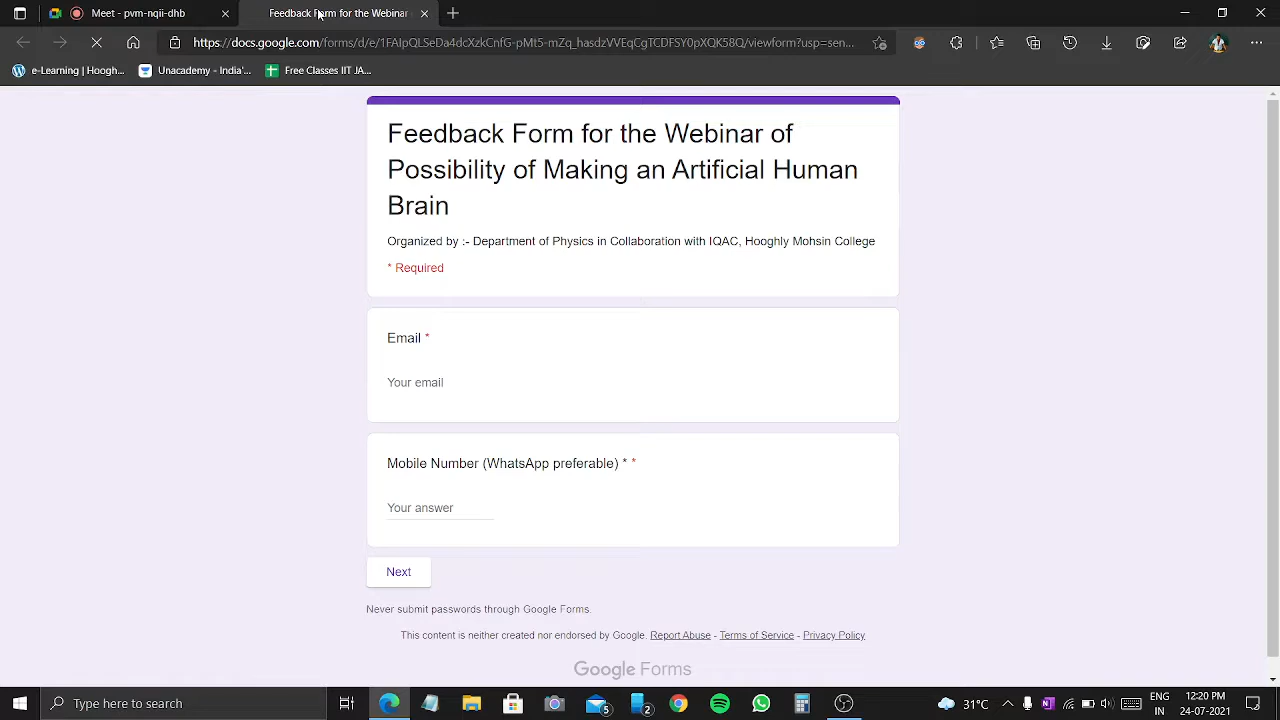 Meet - pvm-nqii-dhb
Feedback Form for the Webinar
https://docs.google.com/forms/d/e/1FAIpQLSeDa4dcXzkCnfG-pMt5-mZq_hasdzVVEqCgTCDFSY0pXQK58Q/viewform?usp=sen...
e-Learning | Hoogh...
Unacademy - India'...
Free Classes IIT JA...
Feedback Form for the Webinar of
Possibility of Making an Artificial Human
Brain
Organized by :- Department of Physics in Collaboration with IQAC, Hooghly Mohsin College
* Required
Email *
Your email
Mobile Number (WhatsApp preferable) * *
Your answer
Next
Never submit passwords through Google Forms.
This content is neither created nor endorsed by Google. Report Abuse - Terms of Service - Privacy Policy
Google Forms
Type here to search
5
2
31°C
ENG
IN
12:20 PM
24-07-2021